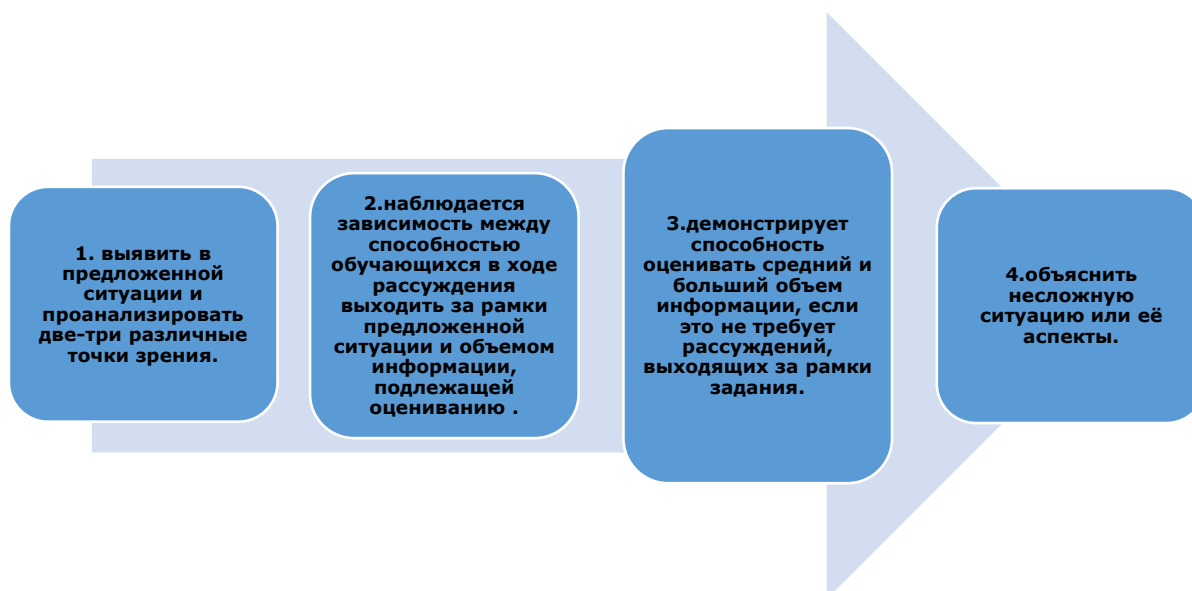 1. выявить в
предложенной
ситуации и
проанализировать
две-три различные
точки зрения.
2.наблюдается
зависимость между
способностью
обучающихся в ходе
рассуждения
выходить за рамки
предложенной
ситуации и объемом
информации,
подлежащей
оцениванию .
3.демонстрирует
способность
оценивать средний и
больший объем
информации, если
это не требует
рассуждений,
выходящих за рамки
задания.
4.объяснить
несложную
ситуацию или её
аспекты.